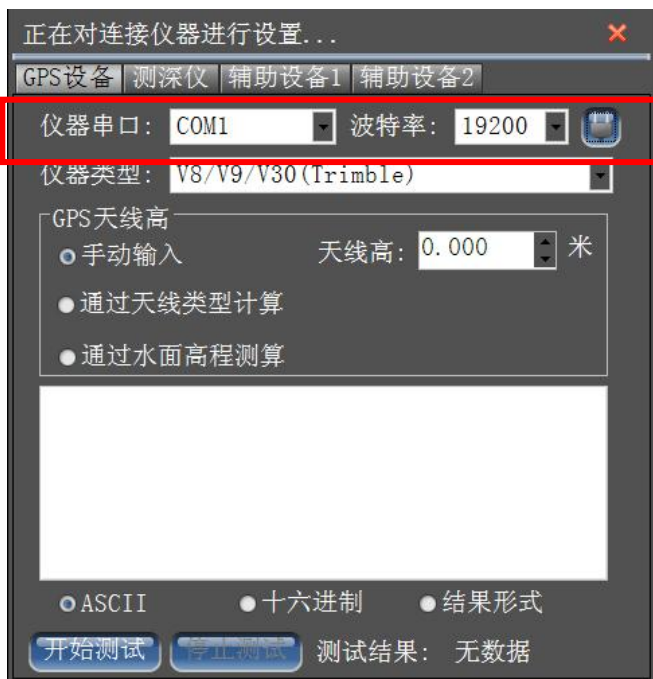 正在对连接仪器进行设置...
GPS设备 测深仪 辅助设备1 辅助设备2
仪器串口: COM1 波特率: 19200
仪器类型: V8/V9/V30(Trimble)
GPS天线高
手动输入 天线高: 0.000 米
通过天线类型计算
通过水面高程测算
ASCII 十六进制 结果形式
开始测试 停止测试 测试结果: 无数据